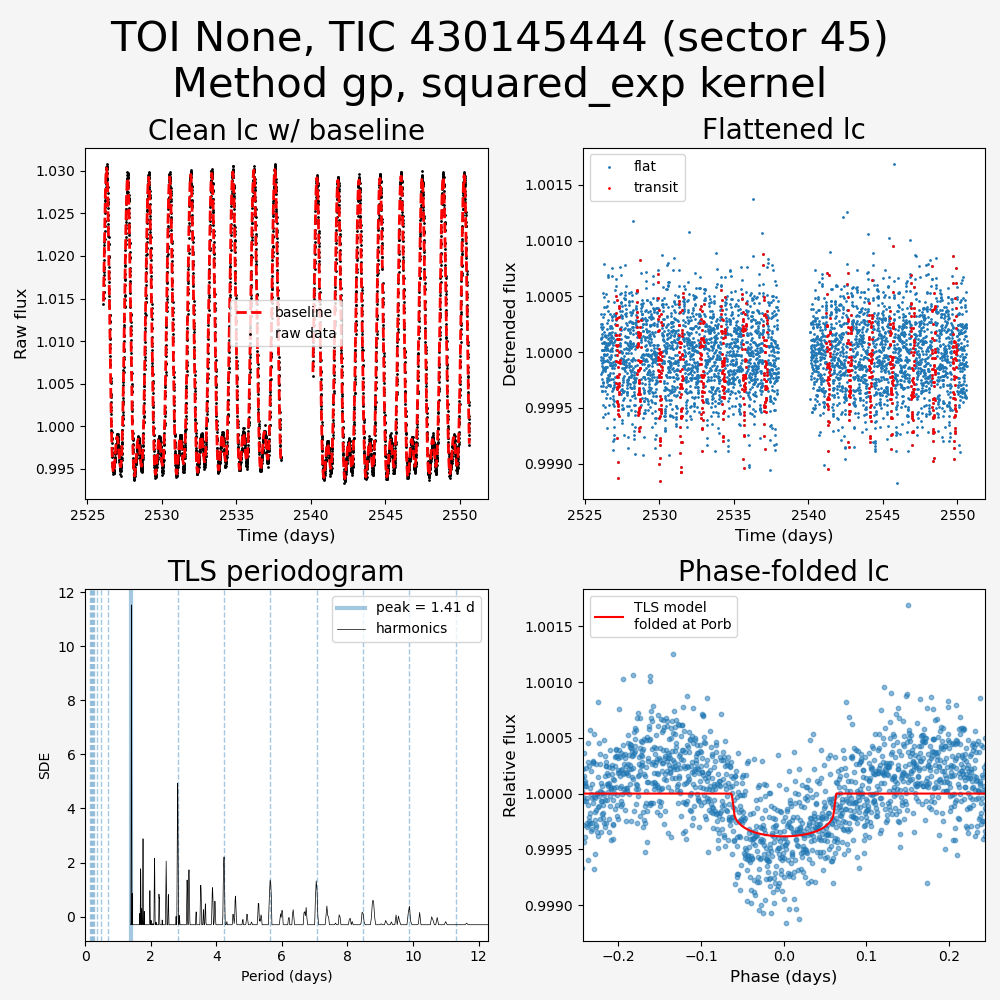 TOI None, TIC 430145444 (sector 45)
Method gp, squared_exp kernel
Clean lc w/ baseline
Raw flux
1.030
1.025
1.020
1.015
1.010
1.005
1.000
0.995
baseline
raw data
2525 2530 2535 2540 2545 2550
Time (days)
Flattened lc
Detrended flux
1.0015
1.0010
1.0005
1.0000
0.9995
0.9990
flat
transit
2525 2530 2535 2540 2545 2550
Time (days)
TLS periodogram
SDE
12
10
8
6
4
2
0
peak = 1.41 d
harmonics
0 2 4 6 8 10 12
Period (days)
Phase-folded lc
Relative flux
1.0015
1.0010
1.0005
1.0000
0.9995
0.9990
TLS model
folded at Porb
−0.2 −0.1 0.0 0.1 0.2
Phase (days)